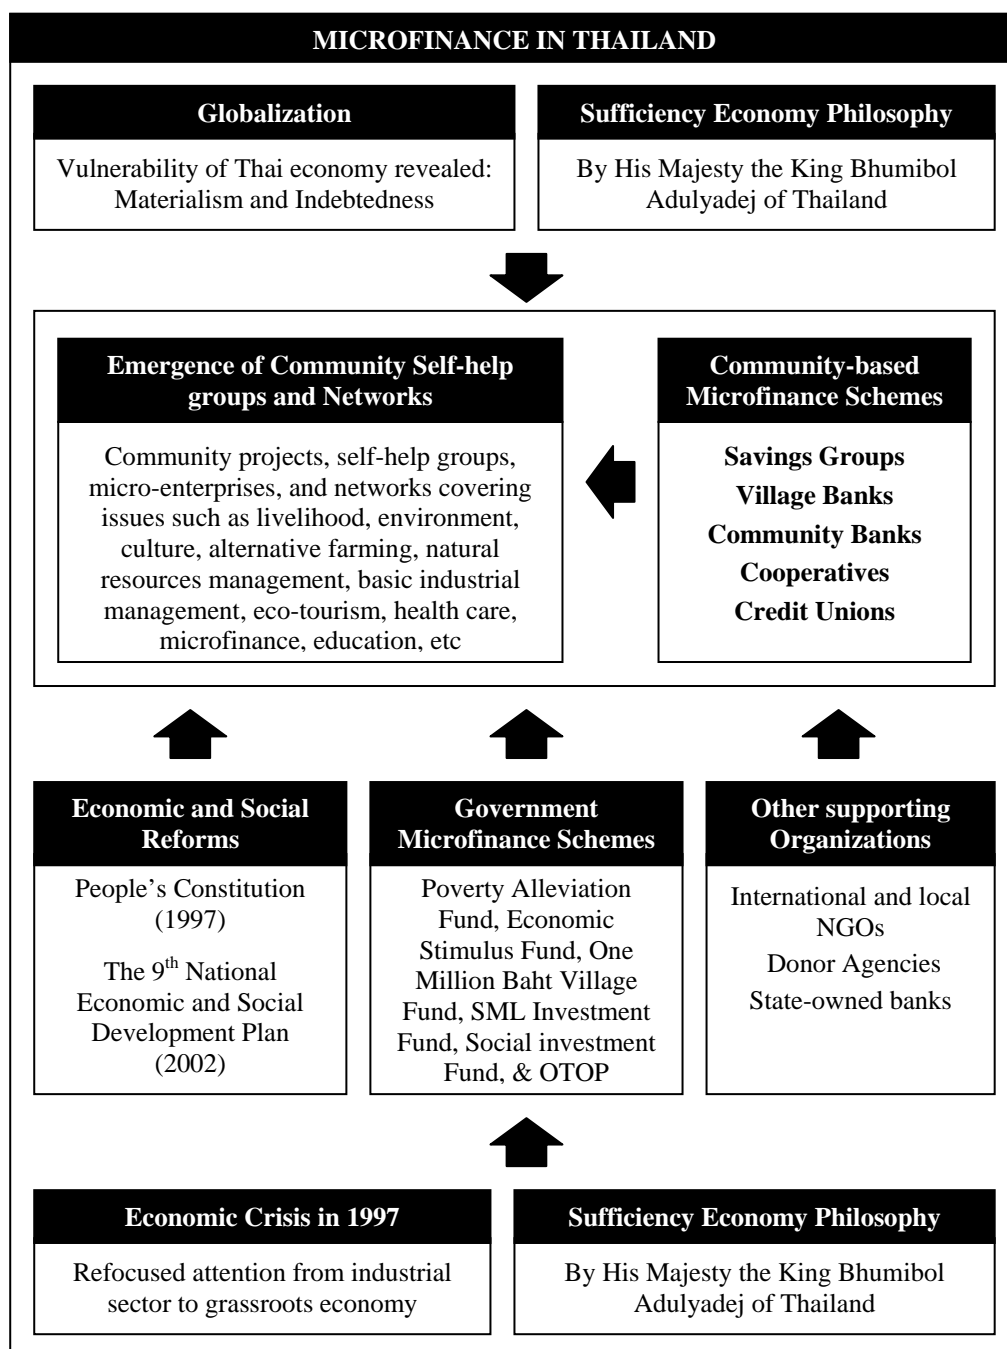 MICROFINANCE IN THAILAND
Globalization
Vulnerability of Thai economy revealed:
Materialism and Indebtedness
Sufficiency Economy Philosophy
By His Majesty the King Bhumibol
Adulyadej of Thailand
Emergence of Community Self-help
groups and Networks
Community projects, self-help groups,
micro-enterprises, and networks covering
issues such as livelihood, environment,
culture, alternative farming, natural
resources management, basic industrial
management, eco-tourism, health care,
microfinance, education, etc
Community-based
Microfinance Schemes
Savings Groups
Village Banks
Community Banks
Cooperatives
Credit Unions
Economic and Social
Reforms
People’s Constitution
(1997)
The 9th National
Economic and Social
Development Plan
(2002)
Government
Microfinance Schemes
Poverty Alleviation
Fund, Economic
Stimulus Fund, One
Million Baht Village
Fund, SML Investment
Fund, Social investment
Fund, & OTOP
Other supporting
Organizations
International and local
NGOs
Donor Agencies
State-owned banks
Economic Crisis in 1997
Refocused attention from industrial
sector to grassroots economy
Sufficiency Economy Philosophy
By His Majesty the King Bhumibol
Adulyadej of Thailand